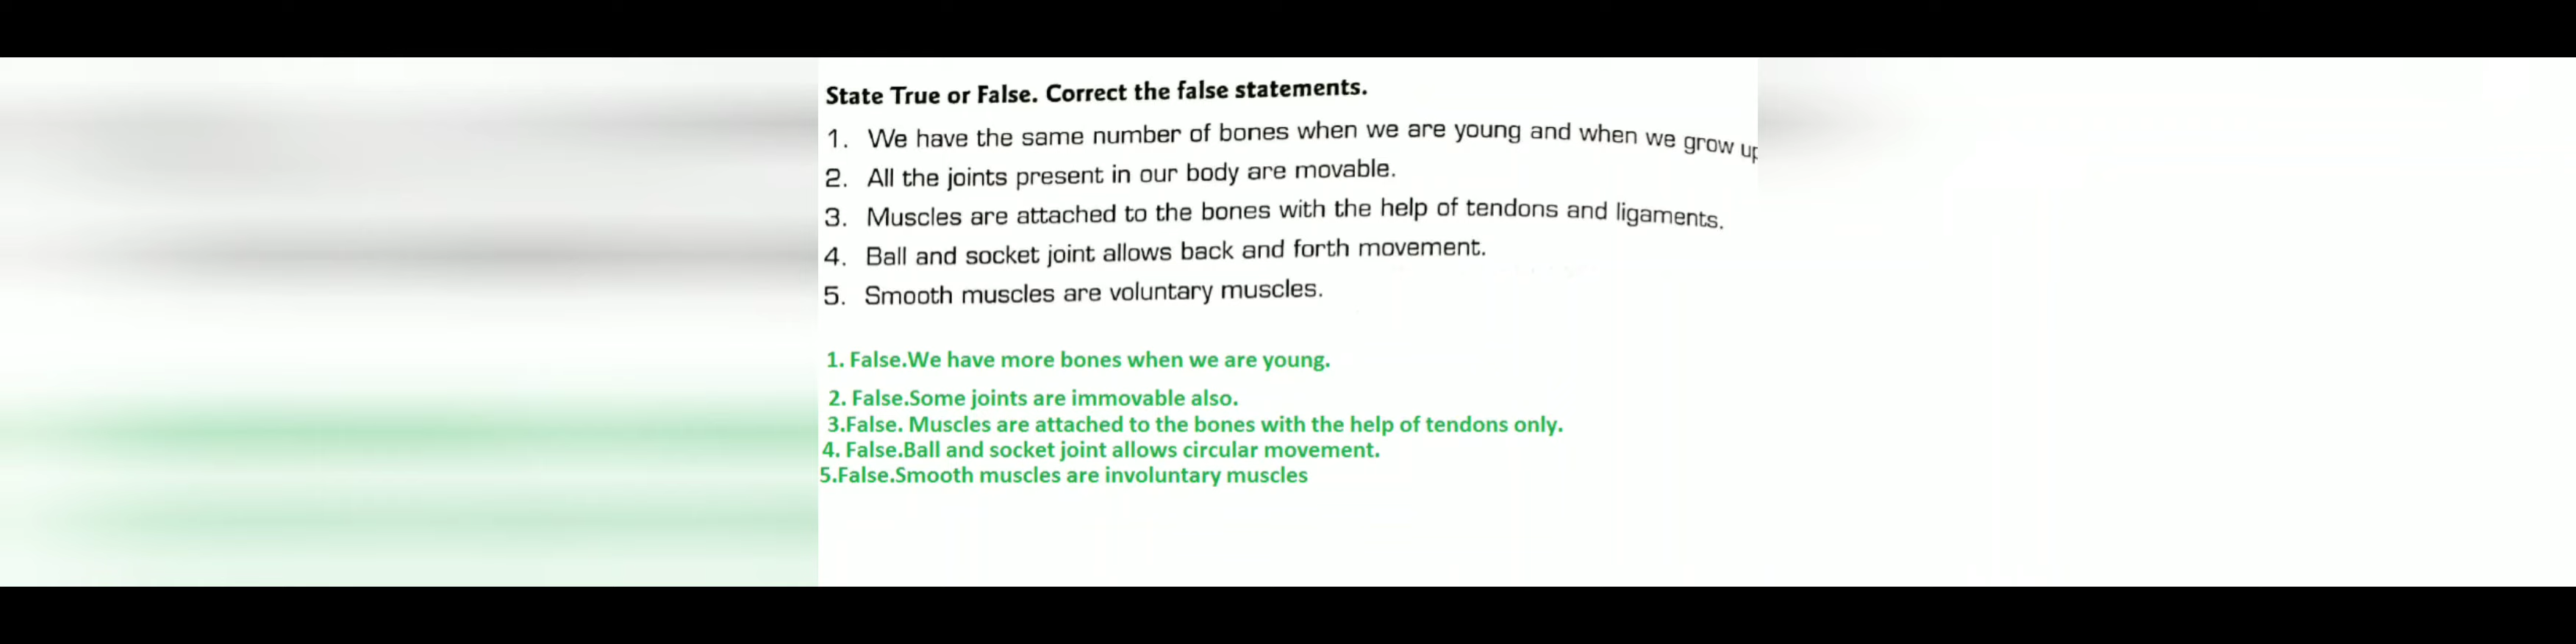 State True or False. Correct the false statements.
1. We have the same number of bones when we are young and when we grow up
2. All the joints present in our body are movable.
3. Muscles are attached to the bones with the help of tendons and ligaments.
4. Ball and socket joint allows back and forth movement.
5. Smooth muscles are voluntary muscles.
1. False.We have more bones when we are young.
2. False.Some joints are immovable also.
3.False. Muscles are attached to the bones with the help of tendons only.
4. False.Ball and socket joint allows circular movement.
5.False.Smooth muscles are involuntary muscles